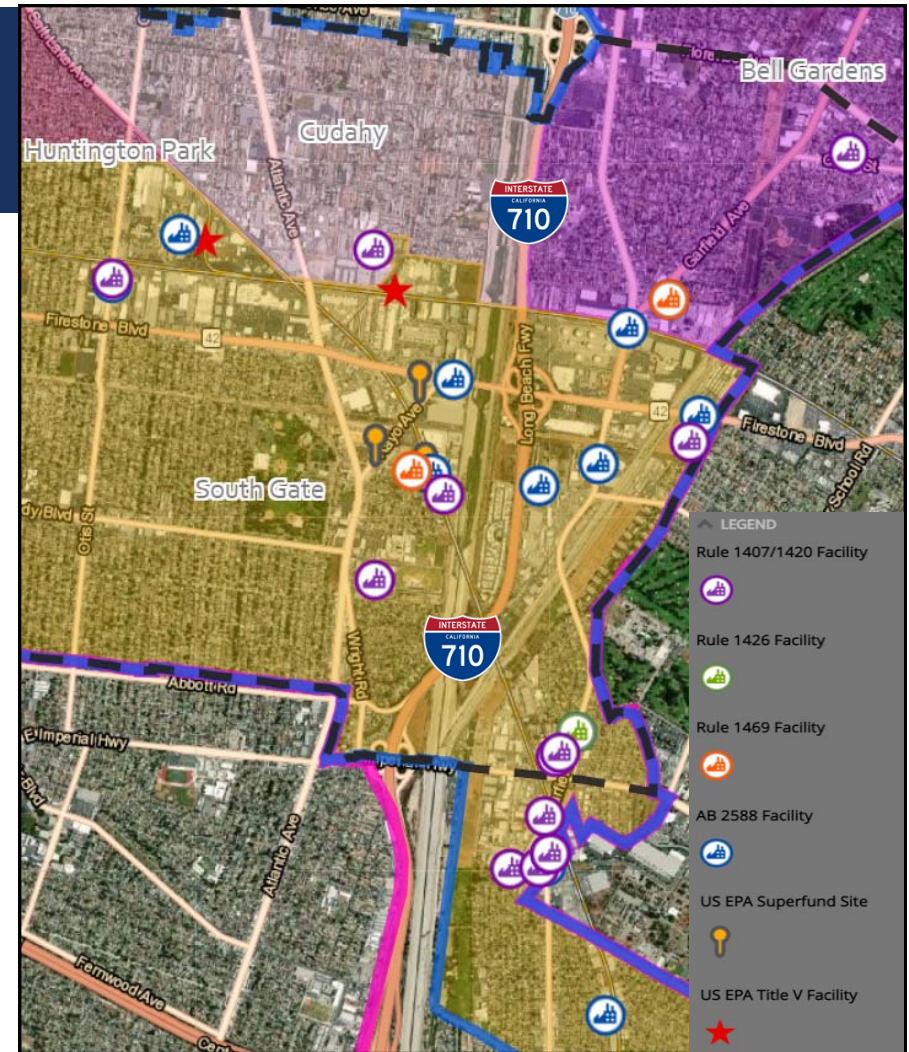 710
Bell Gardens
Cudahy
Huntington Park
Atlantic Ave
INTERSTATE
CALIFORNIA
710
Garfield Ave
Firestone Blvd
42
Long Beach Fwy
42
Firestone Blvd
South Gate
Otis St
LEGEND
Rule 1407/1420 Facility
INTERSTATE
CALIFORNIA
710
Wright Rd
Rule 1426 Facility
Abbott Rd
E Imperial Hwy
Rule 1469 Facility
AB 2588 Facility
Atlantic Ave
US EPA Superfund Site
Fernwood Ave
US EPA Title V Facility